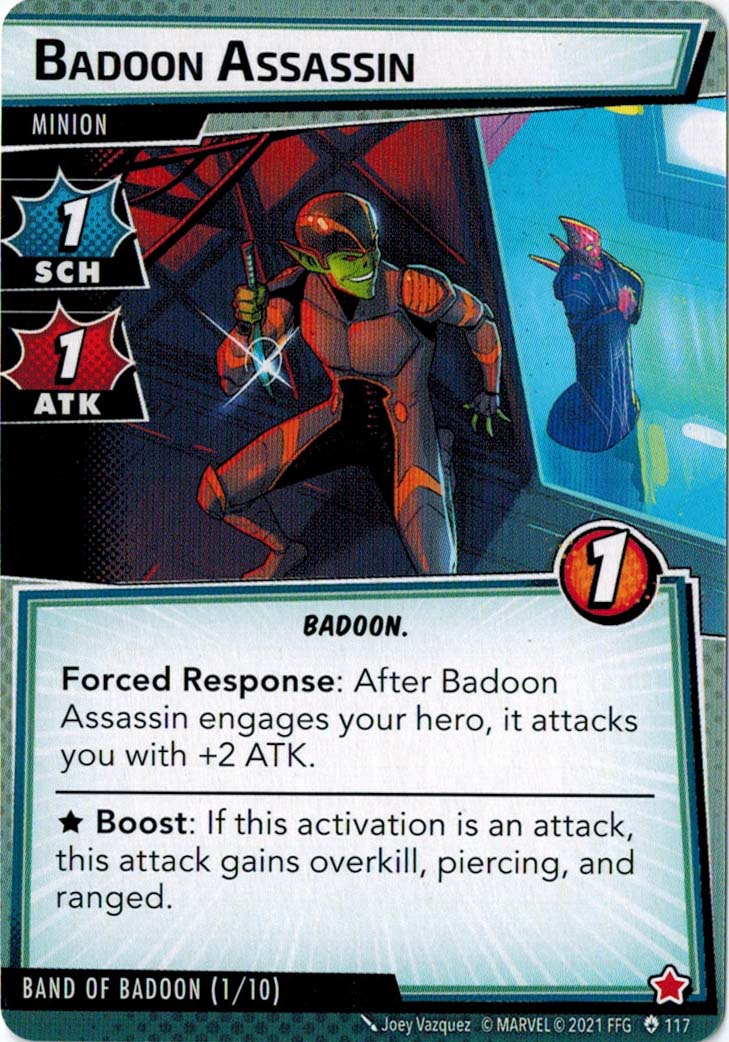 BADOON ASSASSIN
MINION
1
SCH
1
ATK
1
BADOON.
Forced Response: After Badoon
Assassin engages your hero, it attacks
you with +2 ATK.
★ Boost: If this activation is an attack,
this attack gains overkill, piercing, and
ranged.
BAND OF BADOON (1/10)
Joey Vazquez © MARVEL © 2021 FFG 117